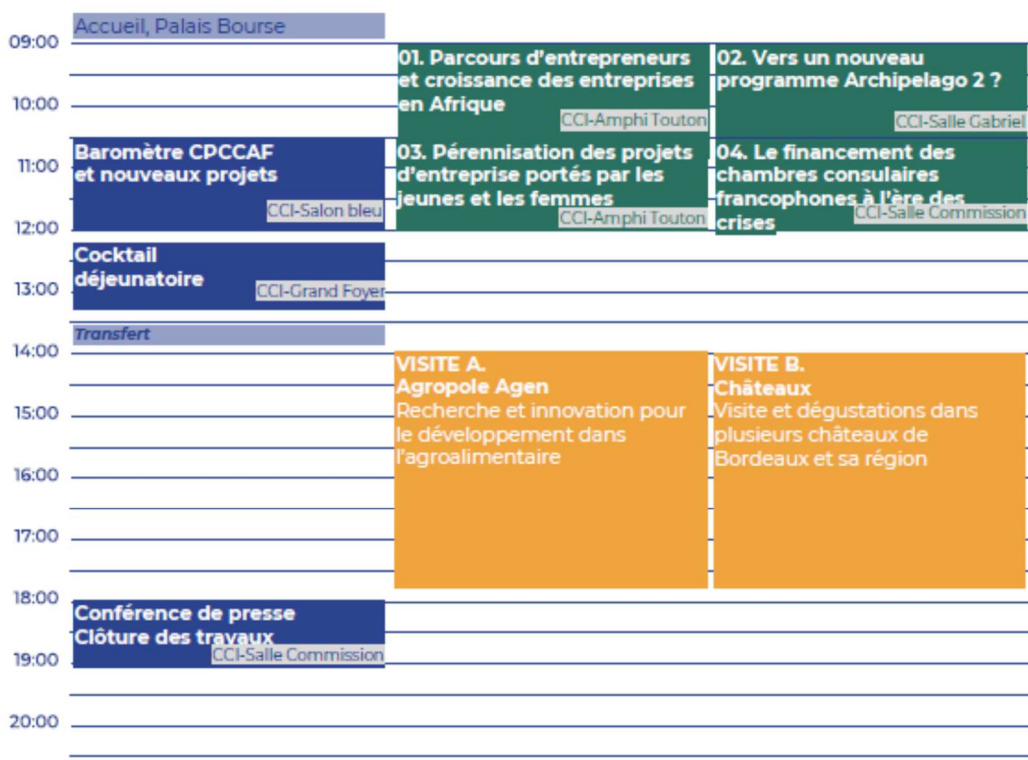 Accueil, Palais Bourse
09:00
01. Parcours d'entrepreneurs
et croissance des entreprises
en Afrique
CCI-Amphi Touton
02. Vers un nouveau
programme Archipelago 2 ?
CCI-Salle Gabriel
10:00
Baromètre CPCCAF
et nouveaux projets
CCI-Salon bleu
03. Pérennisation des projets
d'entreprise portés par les
jeunes et les femmes
CCI-Amphi Touton
04. Le financement des
chambres consulaires
francophones à l'ère des
crises
CCI-Salle Commission
11:00
12:00
Cocktail
déjeunatoire
CCI-Grand Foyer
13:00
Transfert
14:00
VISITE A.
Agropole Agen
Recherche et innovation pour
le développement dans
l'agroalimentaire
VISITE B.
Châteaux
Visite et dégustations dans
plusieurs châteaux de
Bordeaux et sa région
15:00
16:00
17:00
18:00
Conférence de presse
Clôture des travaux
CCI-Salle Commission
19:00
20:00